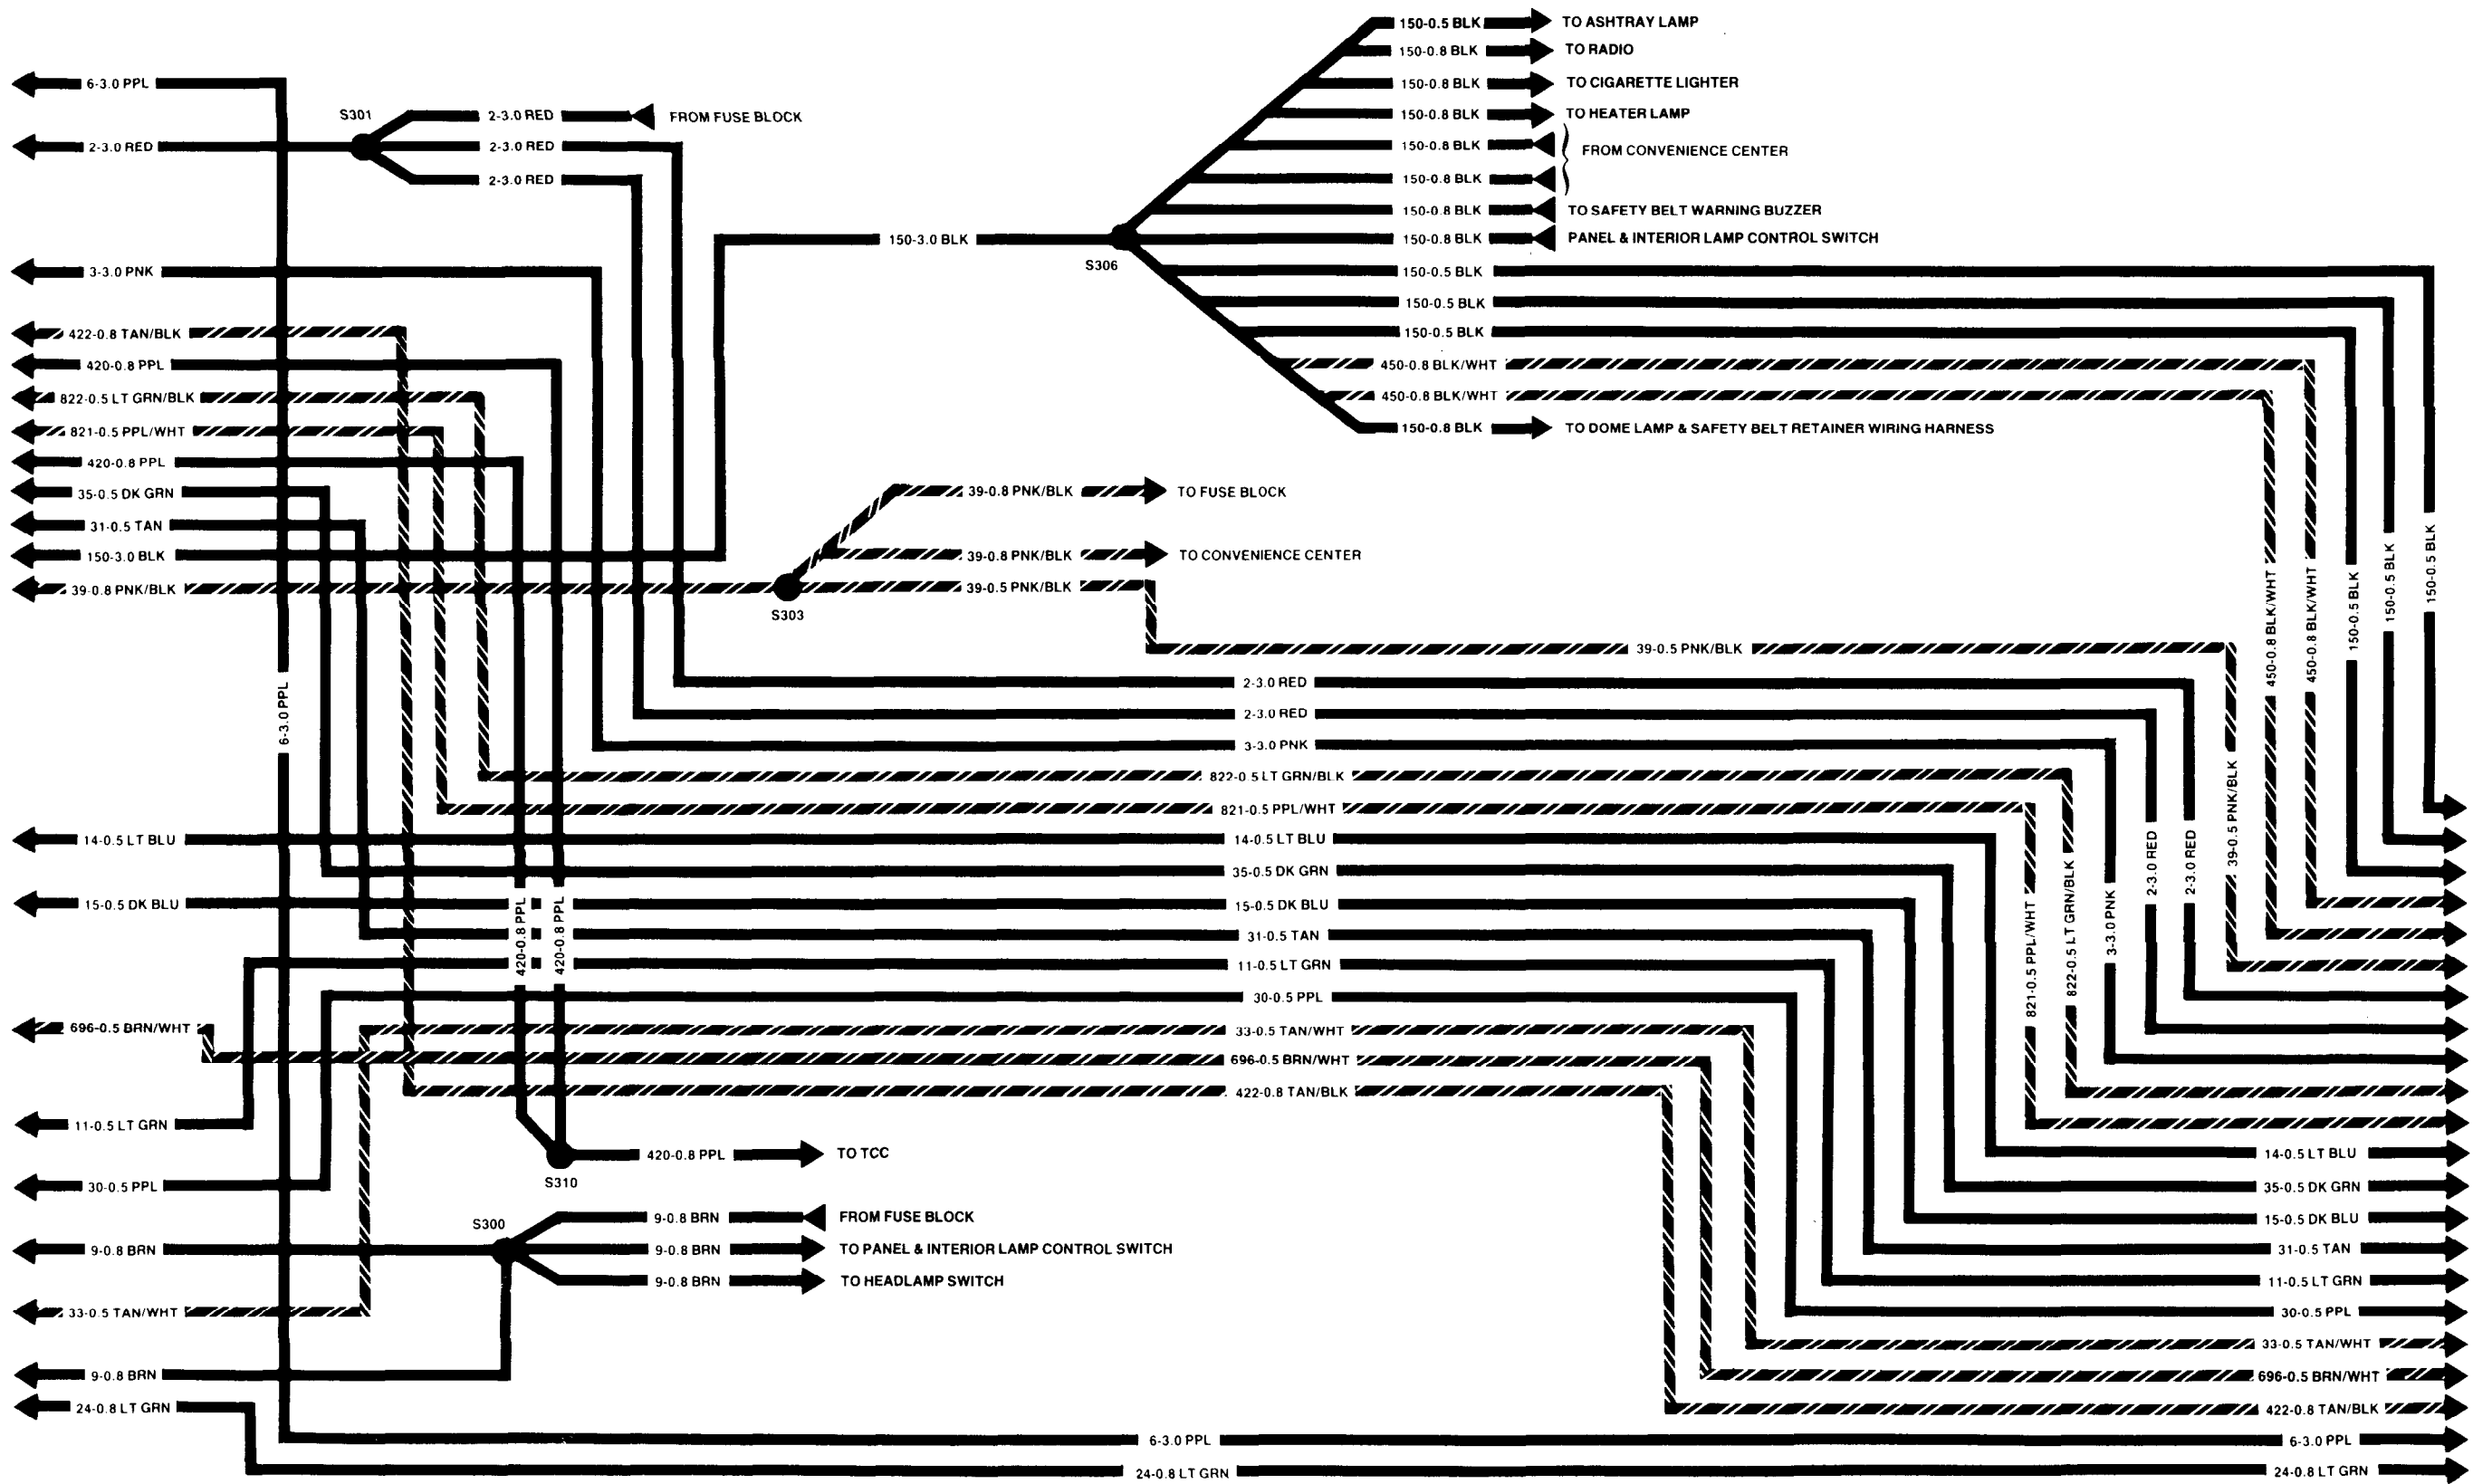 150-0.5 BLK TO ASHTRAY LAMP
150-0.8 BLK TO RADIO
6-3.0 PPL
150-0.8 BLK TO CIGARETTE LIGHTER
S301
2-3.0 RED FROM FUSE BLOCK
150-0.8 BLK TO HEATER LAMP
2-3.0 RED
2-3.0 RED
150-0.8 BLK
FROM CONVENIENCE CENTER
2-3.0 RED
150-0.8 BLK
150-0.8 BLK TO SAFETY BELT WARNING BUZZER
150-3.0 BLK
150-0.8 BLK PANEL & INTERIOR LAMP CONTROL SWITCH
S306
3-3.0 PNK
150-0.5 BLK
150-0.5 BLK
422-0.8 TAN/BLK
150-0.5 BLK
420-0.8 PPL
450-0.8 BLK/WHT
822-0.5 LT GRN/BLK
450-0.8 BLK/WHT
821-0.5 PPL/WHT
150-0.8 BLK TO DOME LAMP & SAFETY BELT RETAINER WIRING HARNESS
420-0.8 PPL
35-0.5 DK GRN
39-0.8 PNK/BLK TO FUSE BLOCK
31-0.5 TAN
150-3.0 BLK
39-0.8 PNK/BLK TO CONVENIENCE CENTER
39-0.8 PNK/BLK
39-0.5 PNK/BLK
S303
450-0.8 BLK/WHT
450-0.8 BLK/WHT
150-0.5 BLK
150-0.5 BLK
150-0.5 BLK
39-0.5 PNK/BLK
6-3.0 PPL
2-3.0 RED
2-3.0 RED
3-3.0 PNK
822-0.5 LT GRN/BLK
821-0.5 PPL/WHT
14-0.5 LT BLU
14-0.5 LT BLU
35-0.5 DK GRN
15-0.5 DK BLU
15-0.5 DK BLU
420-0.8 PPL
420-0.8 PPL
31-0.5 TAN
11-0.5 LT GRN
30-0.5 PPL
821-0.5 PPL/WHT
822-0.5 LT GRN/BLK
3-3.0 PNK
2-3.0 RED
2-3.0 RED
39-0.5 PNK/BLK
696-0.5 BRN/WHT
33-0.5 TAN/WHT
696-0.5 BRN/WHT
422-0.8 TAN/BLK
11-0.5 LT GRN
420-0.8 PPL TO TCC
14-0.5 LT BLU
S310
30-0.5 PPL
35-0.5 DK GRN
S300
9-0.8 BRN FROM FUSE BLOCK
15-0.5 DK BLU
9-0.8 BRN
9-0.8 BRN TO PANEL & INTERIOR LAMP CONTROL SWITCH
31-0.5 TAN
9-0.8 BRN TO HEADLAMP SWITCH
11-0.5 LT GRN
33-0.5 TAN/WHT
30-0.5 PPL
33-0.5 TAN/WHT
9-0.8 BRN
696-0.5 BRN/WHT
24-0.8 LT GRN
422-0.8 TAN/BLK
6-3.0 PPL
6-3.0 PPL
24-0.8 LT GRN
24-0.8 LT GRN